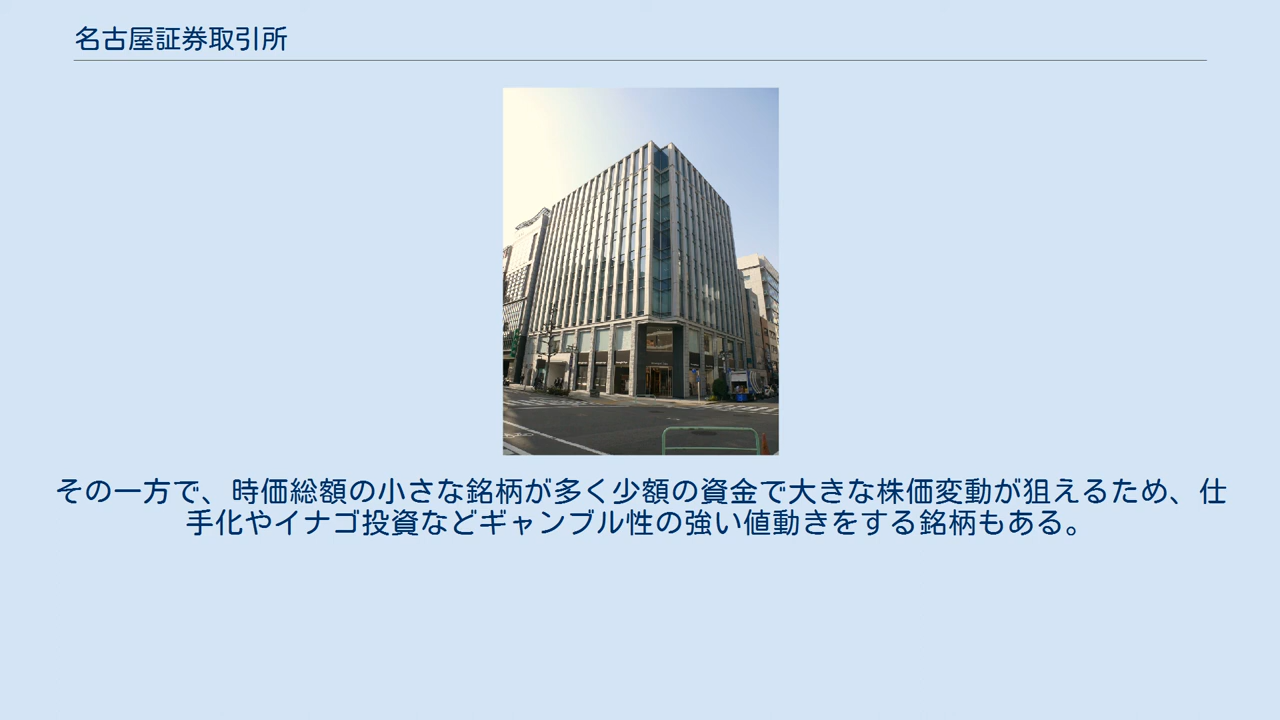 名古屋証券取引所
その一方で、時価総額の小さな銘柄が多く少額の資金で大きな株価変動が狙えるため、仕
手化やイナゴ投資などギャンブル性の強い値動きをする銘柄もある。